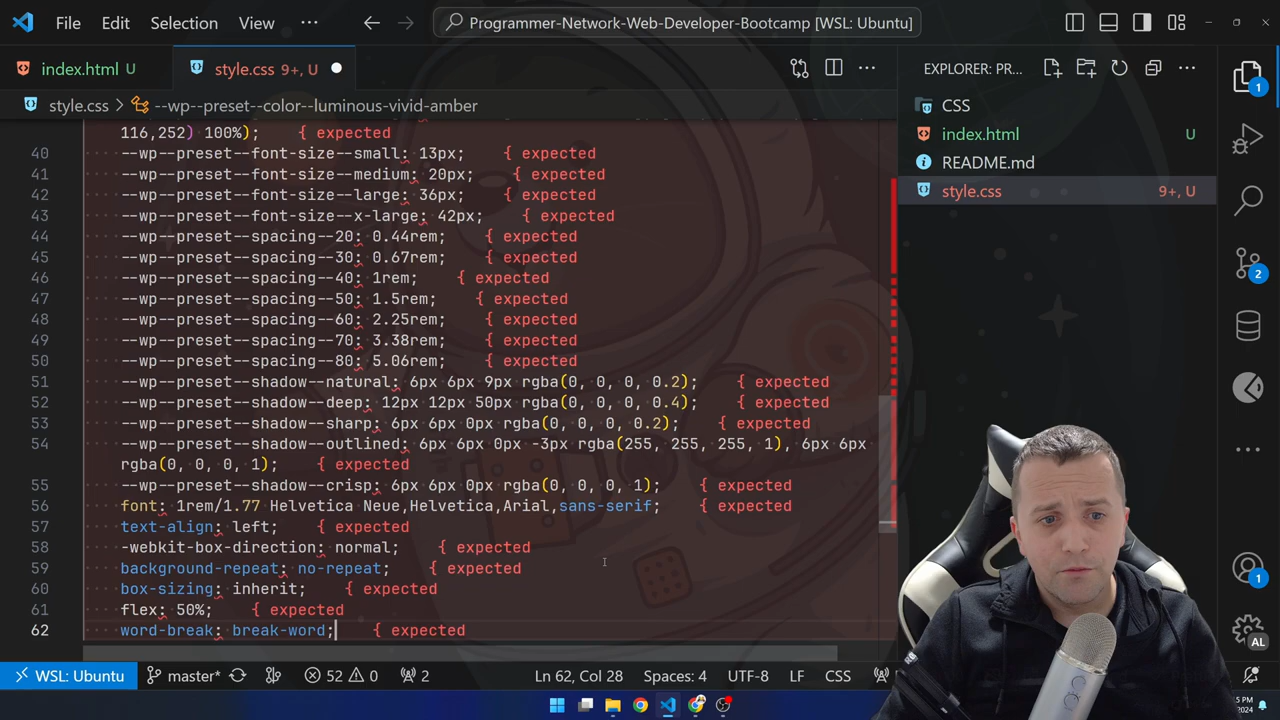 File Edit Selection View ··· Programmer-Network-Web-Developer-Bootcamp [WSL: Ubuntu]
index.html U style.css 9+, U EXPLORER: PR...
style.css > --wp--preset--color--luminous-vivid-amber
CSS
index.html U
README.md
style.css 9+, U
116,252) 100%); { expected
40 --wp--preset--font-size--small: 13px; { expected
41 --wp--preset--font-size--medium: 20px; { expected
42 --wp--preset--font-size--large: 36px; { expected
43 --wp--preset--font-size--x-large: 42px; { expected
44 --wp--preset--spacing--20: 0.44rem; { expected
45 --wp--preset--spacing--30: 0.67rem; { expected
46 --wp--preset--spacing--40: 1rem; { expected
47 --wp--preset--spacing--50: 1.5rem; { expected
48 --wp--preset--spacing--60: 2.25rem; { expected
49 --wp--preset--spacing--70: 3.38rem; { expected
50 --wp--preset--spacing--80: 5.06rem; { expected
51 --wp--preset--shadow--natural: 6px 6px 9px rgba(0, 0, 0, 0.2); { expected
52 --wp--preset--shadow--deep: 12px 12px 50px rgba(0, 0, 0, 0.4); { expected
53 --wp--preset--shadow--sharp: 6px 6px 0px rgba(0, 0, 0, 0.2); { expected
54 --wp--preset--shadow--outlined: 6px 6px 0px -3px rgba(255, 255, 255, 1), 6px 6px
rgba(0, 0, 0, 1); { expected
55 --wp--preset--shadow--crisp: 6px 6px 0px rgba(0, 0, 0, 1); { expected
56 font: 1rem/1.77 Helvetica Neue,Helvetica,Arial,sans-serif; { expected
57 text-align: left; { expected
58 -webkit-box-direction: normal; { expected
59 background-repeat: no-repeat; { expected
60 box-sizing: inherit; { expected
61 flex: 50%; { expected
62 word-break: break-word; { expected
1
2
1
AL
WSL: Ubuntu master* 52 0 2 Ln 62, Col 28 Spaces: 4 UTF-8 LF CSS